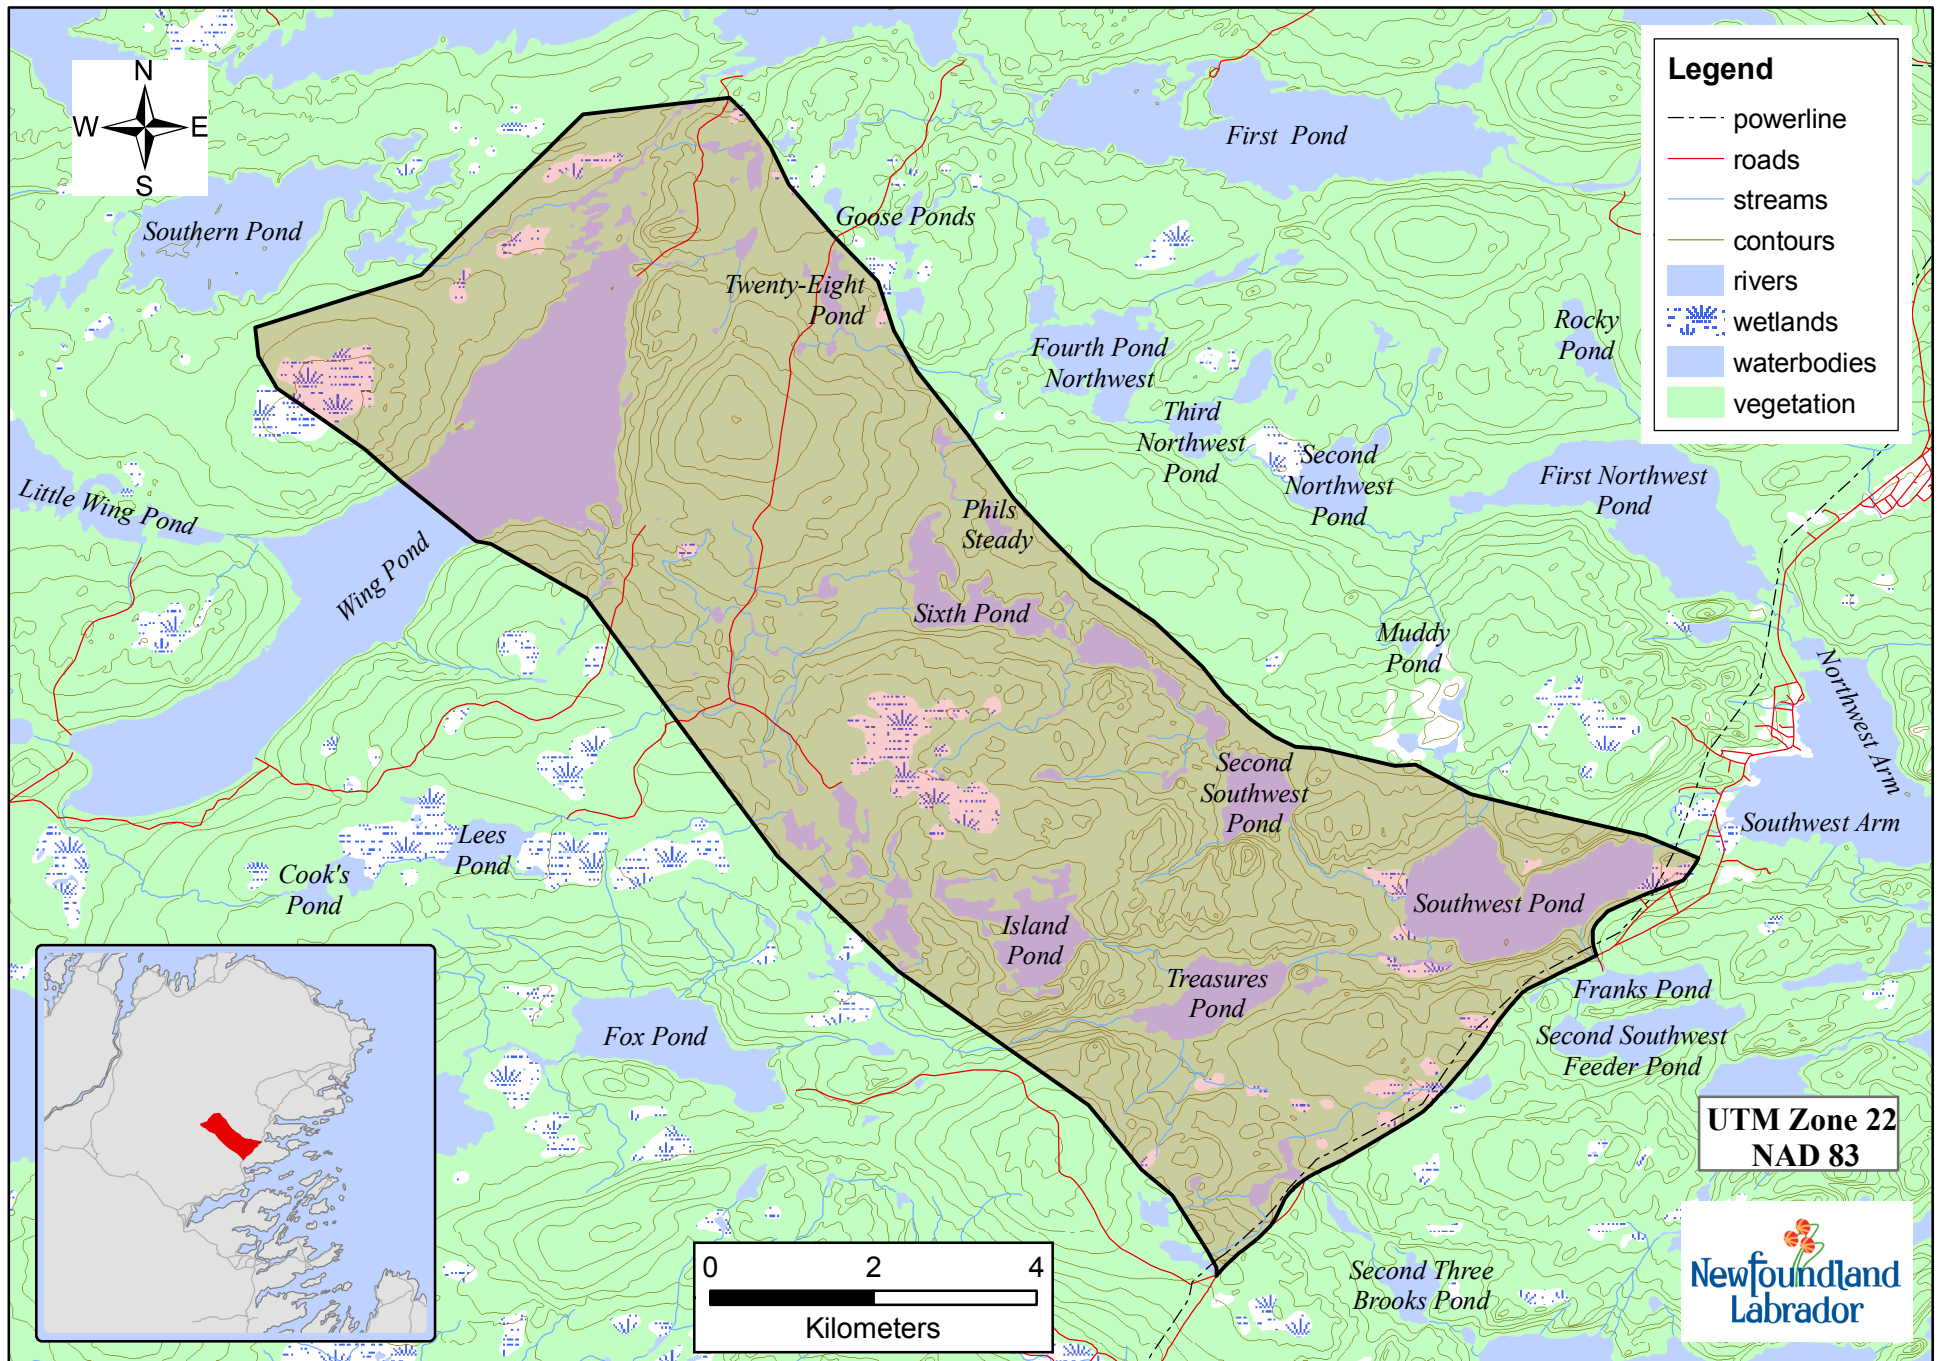 N
W
E
S
Legend
powerline
roads
streams
contours
rivers
wetlands
waterbodies
vegetation
First Pond
Southern Pond
Goose Ponds
Twenty-Eight
Pond
Rocky
Pond
Fourth Pond
Northwest
Third
Northwest
Pond
Second
Northwest
Pond
First Northwest
Pond
Little Wing Pond
Wing Pond
Phils
Steady
Sixth Pond
Muddy
Pond
Northwest Arm
Second
Southwest
Pond
Southwest Arm
Lees
Pond
Cook's
Pond
Southwest Pond
Island
Pond
Treasures
Pond
Franks Pond
Fox Pond
Second Southwest
Feeder Pond
UTM Zone 22
NAD 83
Second Three
Brooks Pond
0
2
4
Kilometers
Newfoundland
Labrador